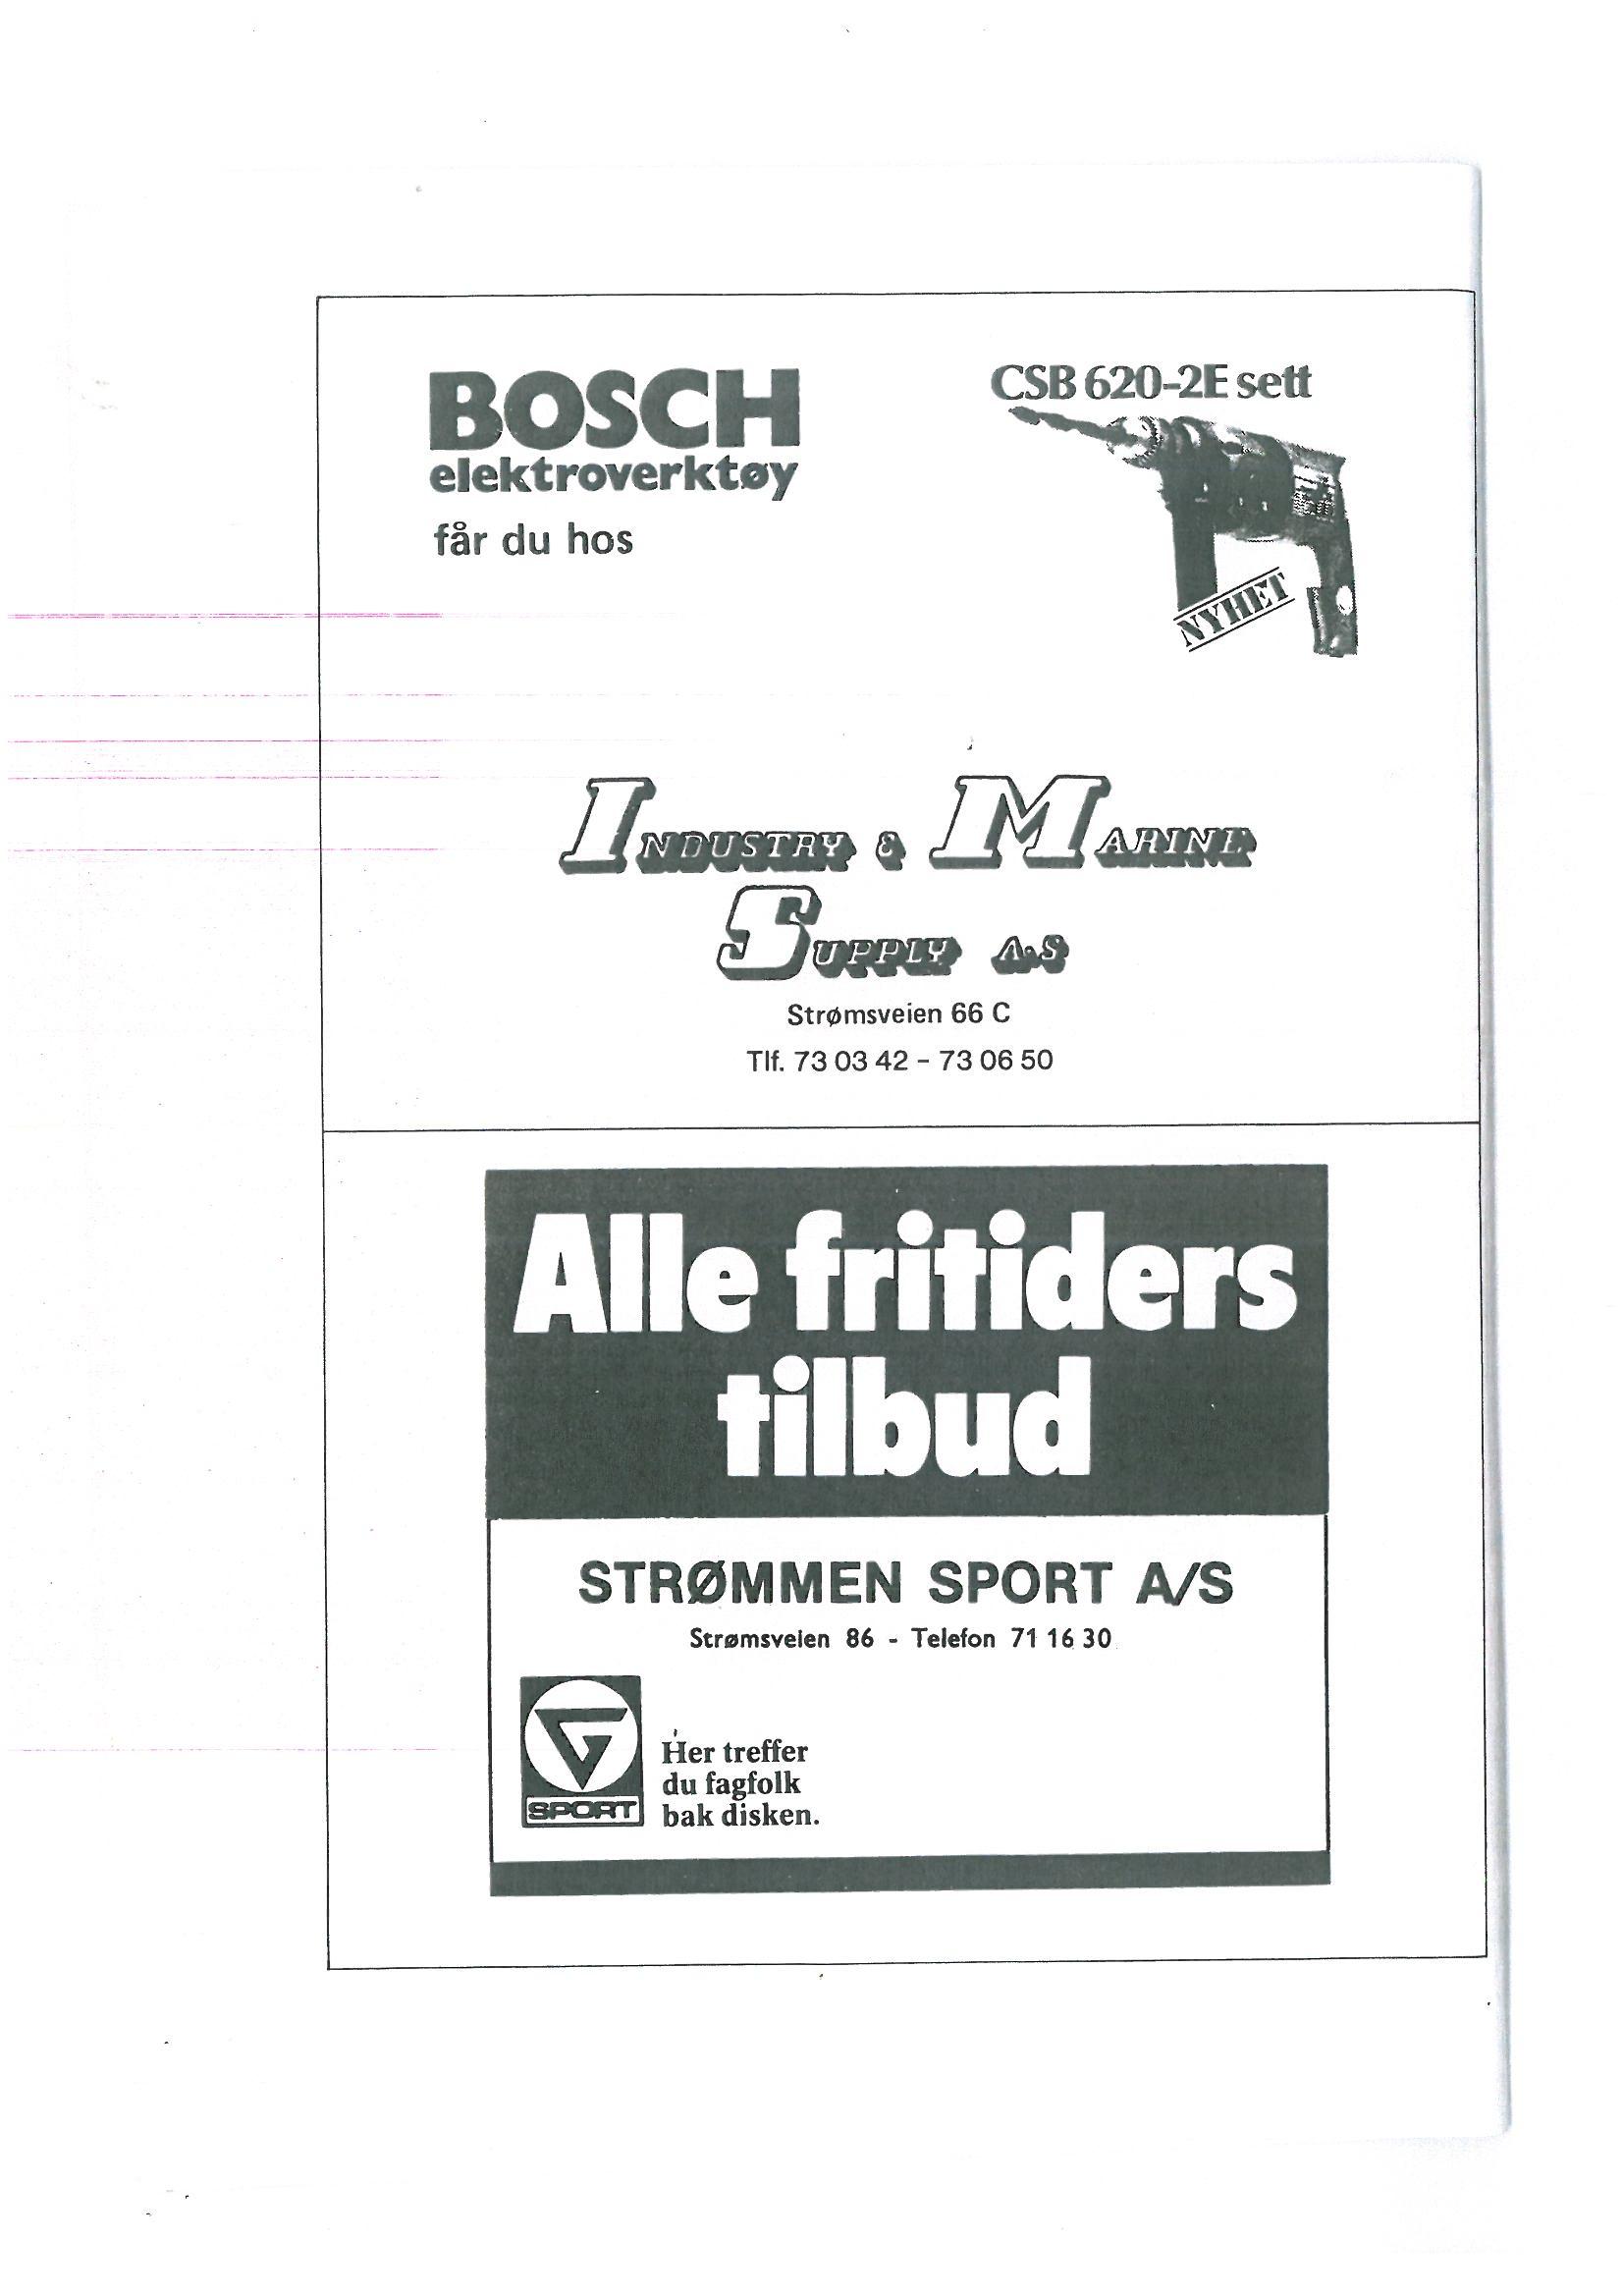 BOSCH
elektroverktøy
får du hos
CSB 620-2E sett
NYHET
INDUSTRY & MARINE
SUPPLY A.S
Strømsveien 66 C
Tlf. 73 03 42 – 73 06 50
Alle fritiders
tilbud
STRØMMEN SPORT A/S
Strømsveien 86 - Telefon 71 16 30
G
SPORT
Her treffer
du fagfolk
bak disken.